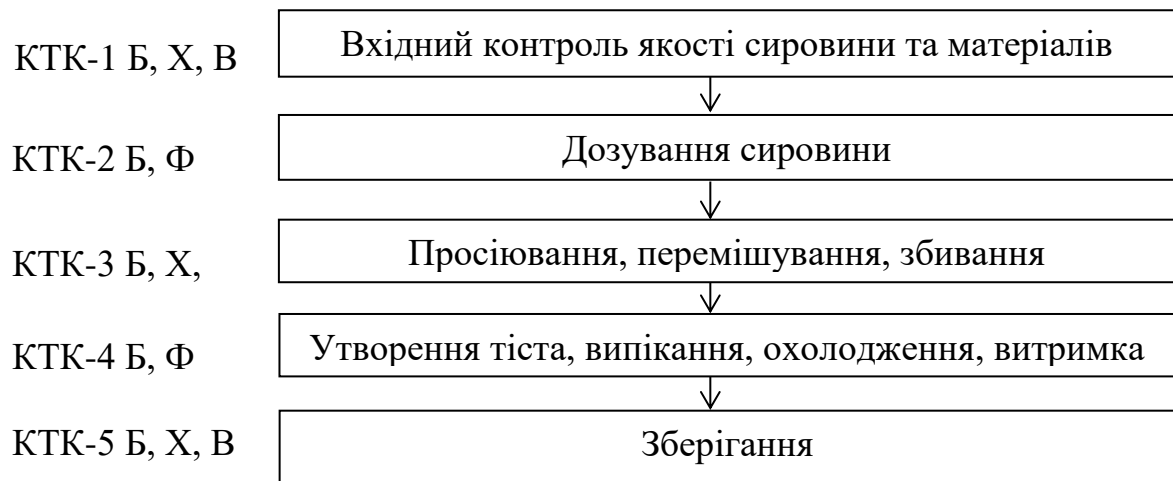 КТК-1 Б, Х, В
Вхідний контроль якості сировини та матеріалів
КТК-2 Б, Ф
Дозування сировини
КТК-3 Б, Х,
Просіювання, перемішування, збивання
КТК-4 Б, Ф
Утворення тіста, випікання, охолодження, витримка
КТК-5 Б, Х, В
Зберігання